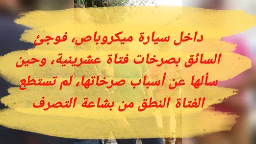 داخل سيارة ميكروباص، فوجئ
السائق بصرخات فتاة عشرينية، وحين
سألها عن أسباب صرخاتها، لم تستطع
الفتاة النطق من بشاعة التصرف